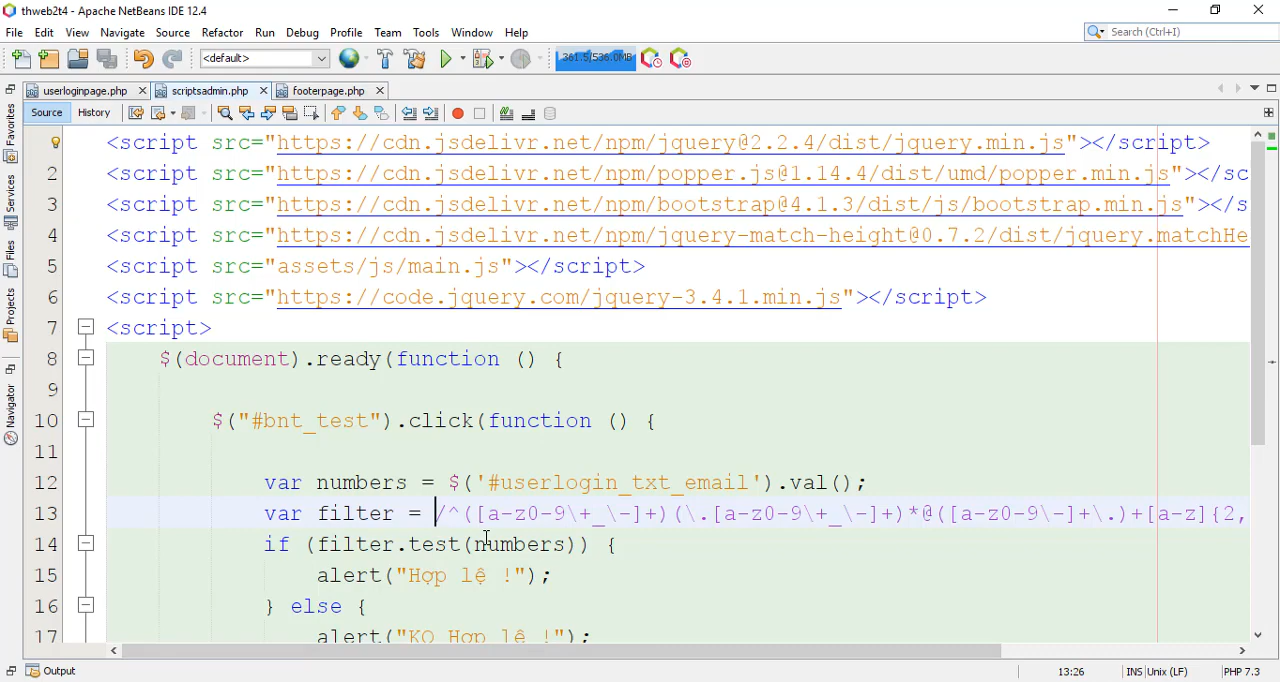 thweb2t4 - Apache NetBeans IDE 12.4
File Edit View Navigate Source Refactor Run Debug Profile Team Tools Window Help
Search (Ctrl+I)
<default>
361.5/536.0MB
userloginpage.php
scriptsadmin.php
footerpage.php
Source History
Favorites
Services
Files
Projects
Navigator
<script src="https://cdn.jsdelivr.net/npm/jquery@2.2.4/dist/jquery.min.js"></script>
2 <script src="https://cdn.jsdelivr.net/npm/popper.js@1.14.4/dist/umd/popper.min.js"></sc
3 <script src="https://cdn.jsdelivr.net/npm/bootstrap@4.1.3/dist/js/bootstrap.min.js"></s
4 <script src="https://cdn.jsdelivr.net/npm/jquery-match-height@0.7.2/dist/jquery.matchHe
5 <script src="assets/js/main.js"></script>
6 <script src="https://code.jquery.com/jquery-3.4.1.min.js"></script>
7 <script>
8 $(document).ready(function () {
9
10 $("#bnt_test").click(function () {
11
12 var numbers = $('#userlogin_txt_email').val();
13 var filter = /^([a-z0-9\+_\-]+)(\.[a-z0-9\+_\-]+)*@([a-z0-9\-]+\.)+[a-z]{2,
14 if (filter.test(numbers)) {
15 alert("Hợp lệ !");
16 } else {
17 alert("KO Hợp lệ !");
Output
13:26 INS Unix (LF) PHP 7.3